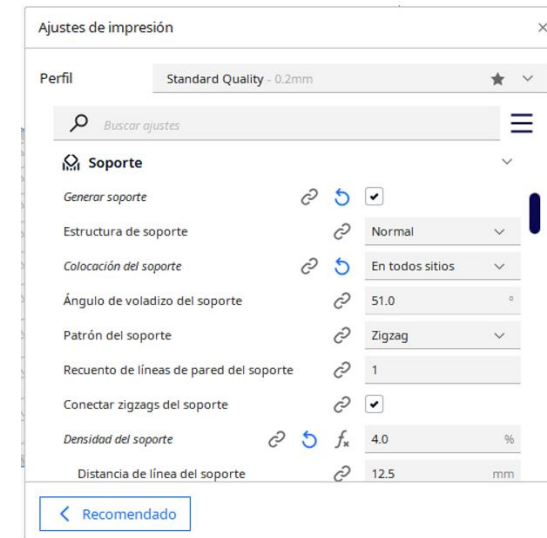 Ajustes de impresión
Perfil Standard Quality - 0.2mm
Buscar ajustes
Soporte
Generar soporte
Estructura de soporte Normal
Colocación del soporte En todos sitios
Ángulo de voladizo del soporte 51.0 °
Patrón del soporte Zigzag
Recuento de líneas de pared del soporte 1
Conectar zigzags del soporte
Densidad del soporte fx 4.0 %
Distancia de línea del soporte 12.5 mm
Recomendado